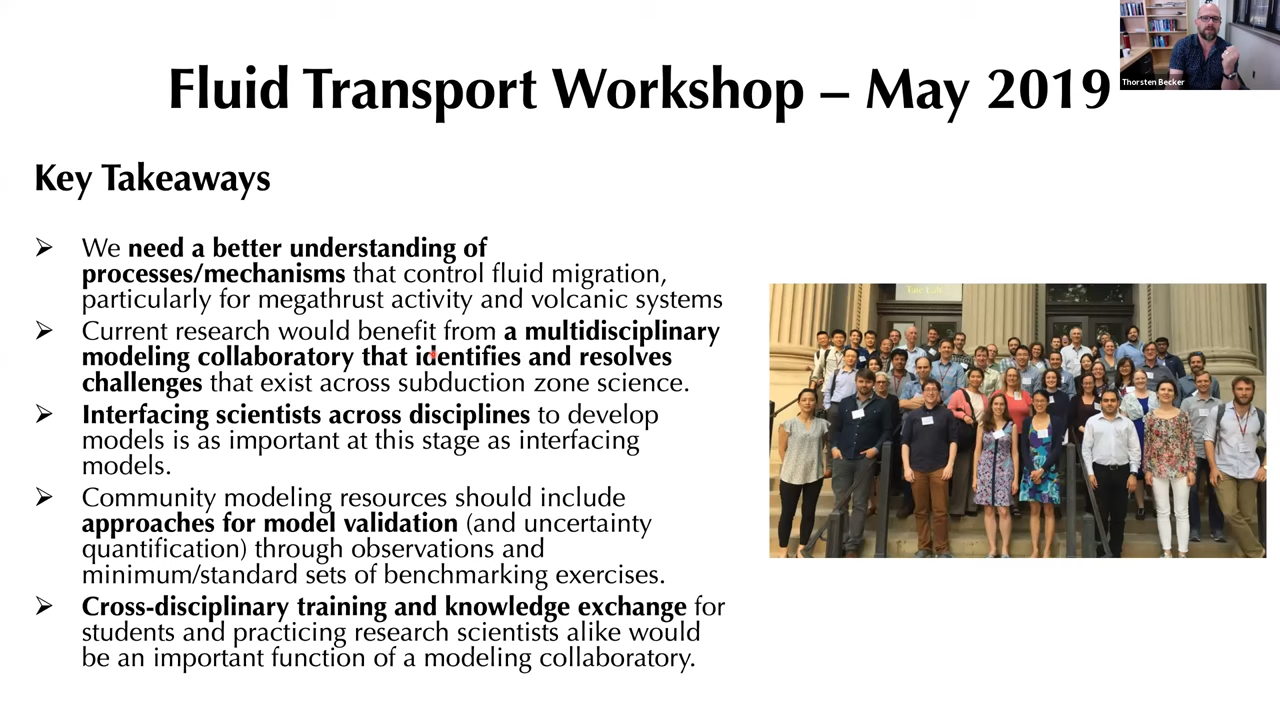 Fluid Transport Workshop – May 2019
Thorsten Becker
Key Takeaways
➢ We need a better understanding of
processes/mechanisms that control fluid migration,
particularly for megathrust activity and volcanic systems
➢ Current research would benefit from a multidisciplinary
modeling collaboratory that identifies and resolves
challenges that exist across subduction zone science.
➢ Interfacing scientists across disciplines to develop
models is as important at this stage as interfacing
models.
➢ Community modeling resources should include
approaches for model validation (and uncertainty
quantification) through observations and
minimum/standard sets of benchmarking exercises.
➢ Cross-disciplinary training and knowledge exchange for
students and practicing research scientists alike would
be an important function of a modeling collaboratory.